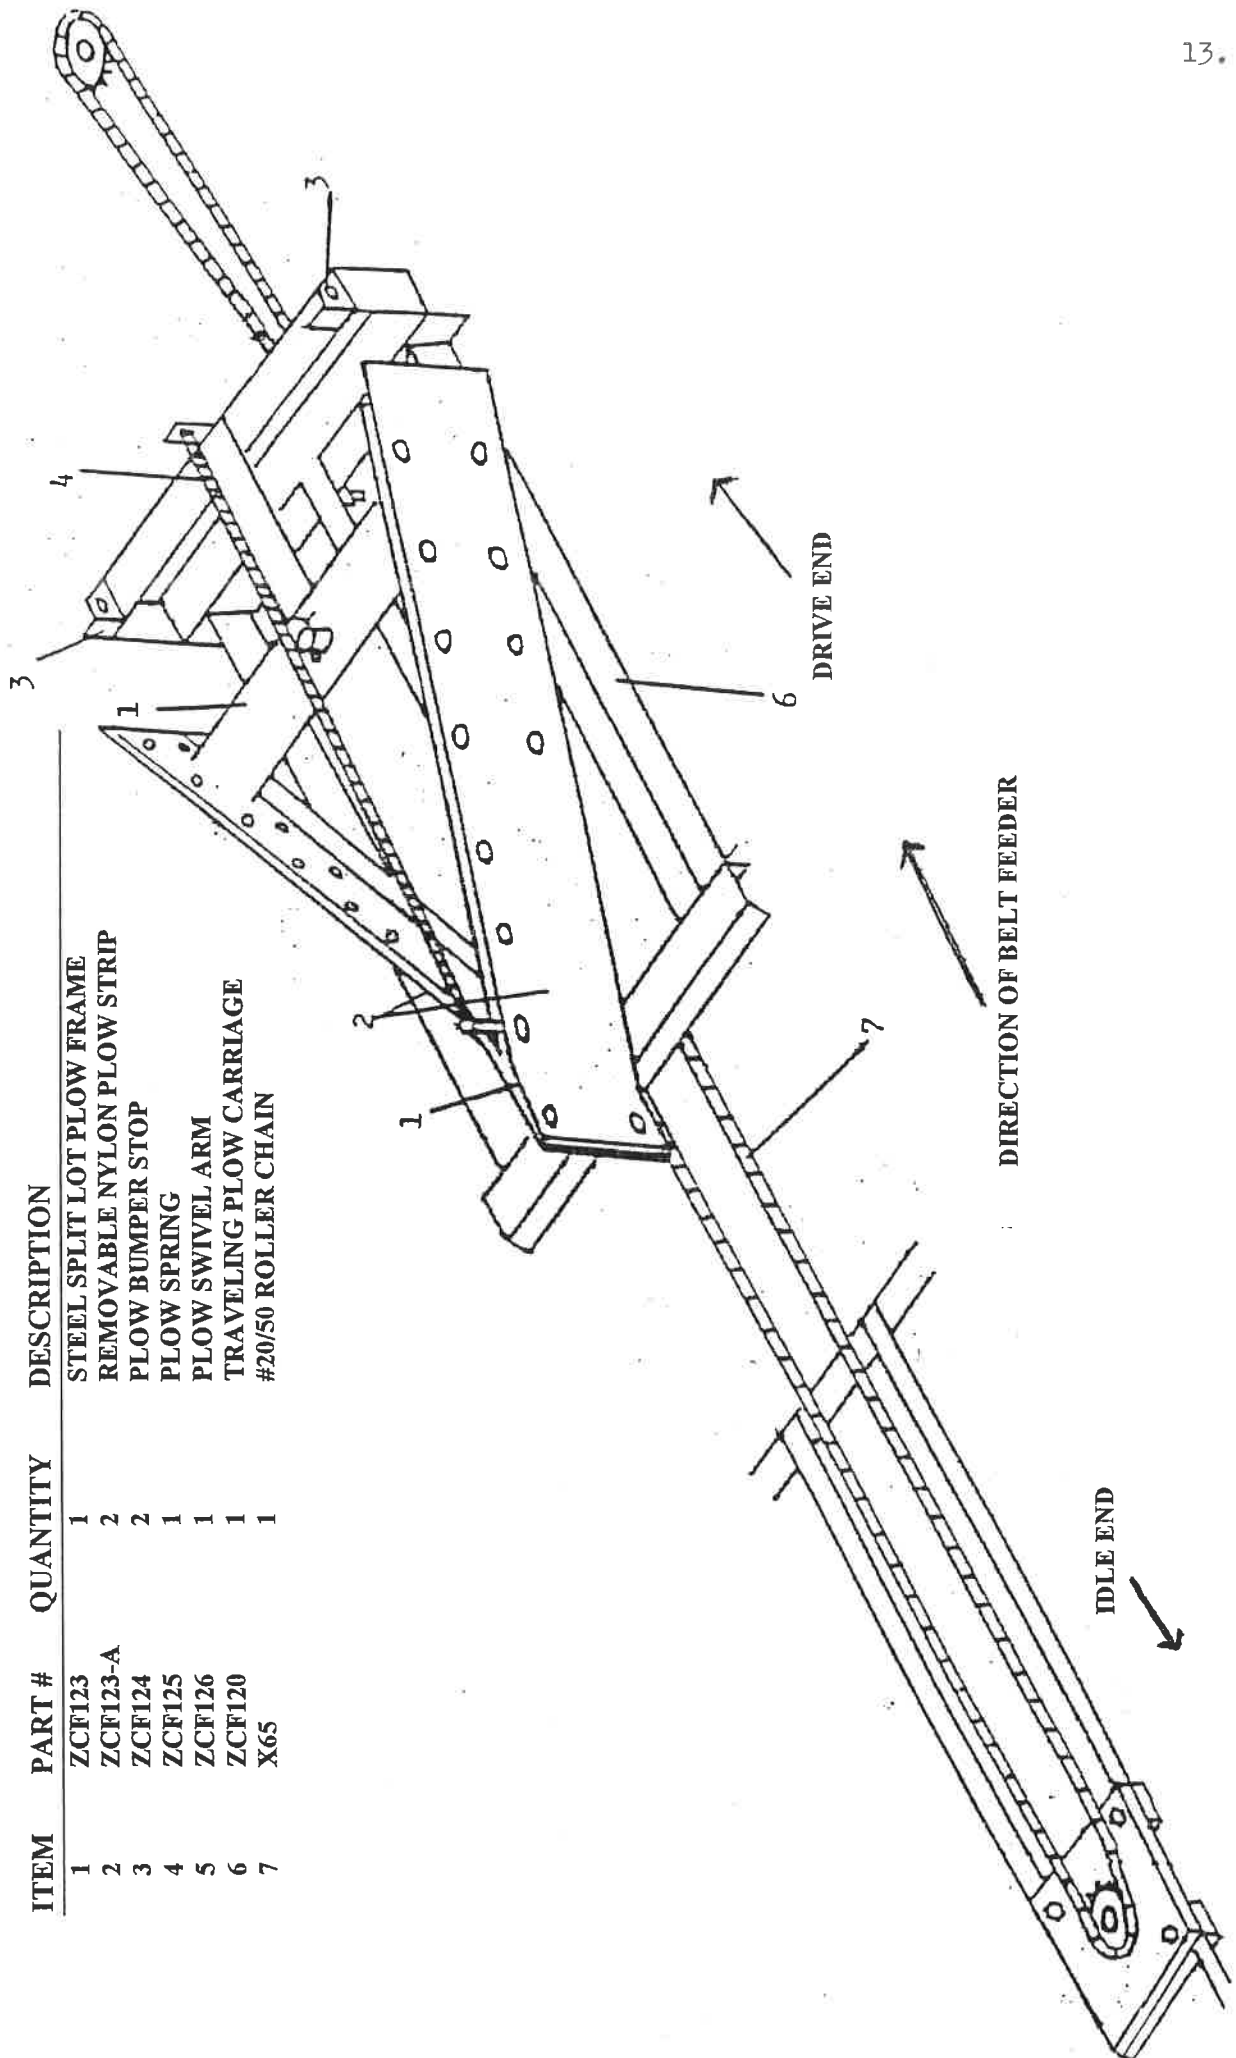 13.
ITEM PART # QUANTITY DESCRIPTION
1 ZCF123 1 STEEL SPLIT LOT PLOW FRAME
2 ZCF123-A 2 REMOVABLE NYLON PLOW STRIP
3 ZCF124 2 PLOW BUMPER STOP
4 ZCF125 1 PLOW SPRING
5 ZCF126 1 PLOW SWIVEL ARM
6 ZCF120 1 TRAVELING PLOW CARRIAGE
7 X65 1 #20/50 ROLLER CHAIN
3
4
3
1
2
1
6
7
DRIVE END
DIRECTION OF BELT FEEDER
IDLE END